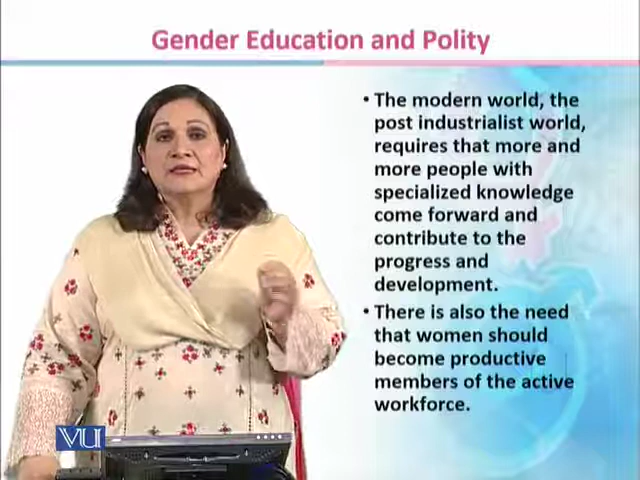 Gender Education and Polity
• The modern world, the
post industrialist world,
requires that more and
more people with
specialized knowledge
come forward and
contribute to the
progress and
development.
• There is also the need
that women should
become productive
members of the active
workforce.
VU